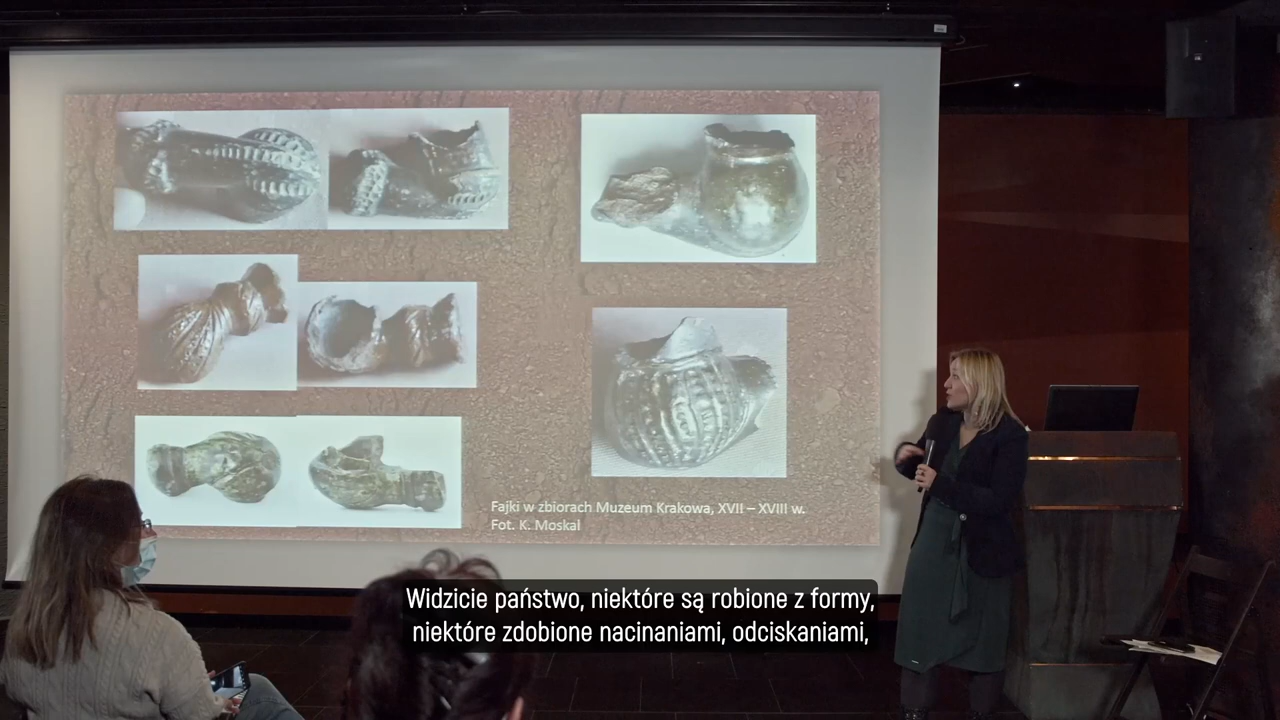 Fajki w zbiorach Muzeum Krakowa, XVII – XVIII w.
Fot. K. Moskal
Widzicie państwo, niektóre są robione z formy,
niektóre zdobione nacinaniami, odciskaniami,